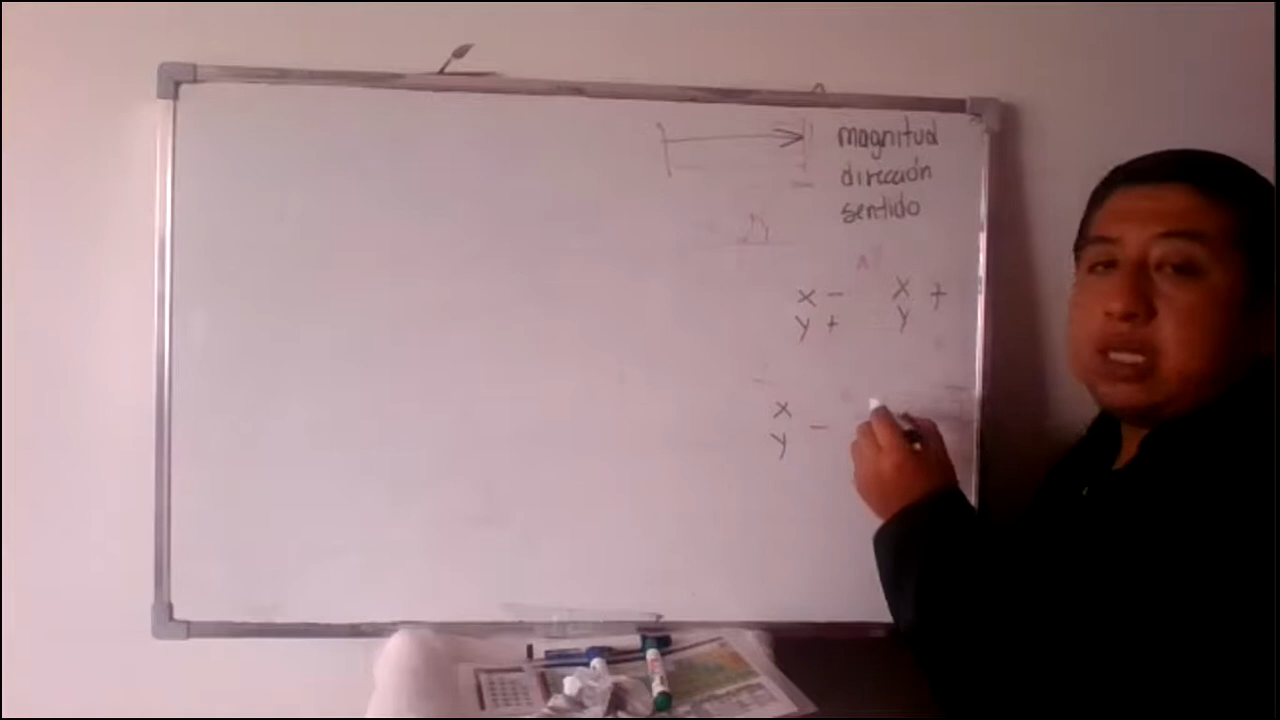 magnitud
dirección
sentido
x - x +
y + y
x
y -